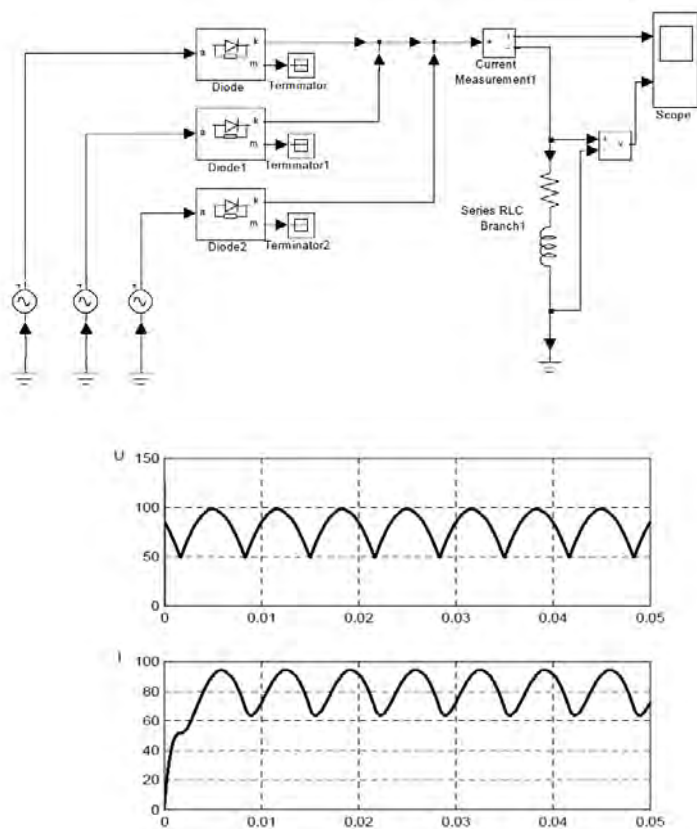 a
k
m
Diode
Terminator
a
k
m
Diode1
Terminator1
a
k
m
Diode2
Terminator2
+
i
-
Current
Measurement1
Scope
+
-
v
Series RLC
Branch1
U
150
100
50
0
0
0.01
0.02
0.03
0.04
0.05
I
100
80
60
40
20
0
0
0.01
0.02
0.03
0.04
0.05